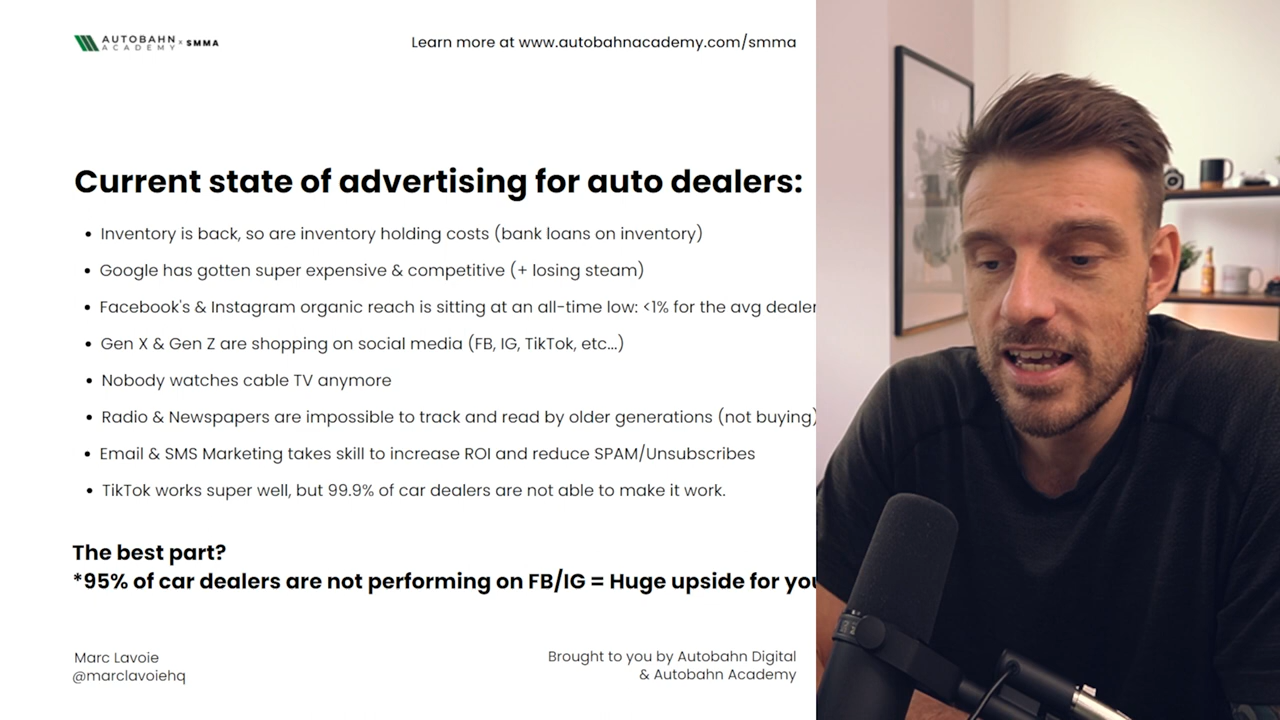 AUTOBAHN
ACADEMY × SMMA
Learn more at www.autobahnacademy.com/smma
Current state of advertising for auto dealers:
• Inventory is back, so are inventory holding costs (bank loans on inventory)
• Google has gotten super expensive & competitive (+ losing steam)
• Facebook's & Instagram organic reach is sitting at an all-time low: <1% for the avg dealer
• Gen X & Gen Z are shopping on social media (FB, IG, TikTok, etc...)
• Nobody watches cable TV anymore
• Radio & Newspapers are impossible to track and read by older generations (not buying)
• Email & SMS Marketing takes skill to increase ROI and reduce SPAM/Unsubscribes
• TikTok works super well, but 99.9% of car dealers are not able to make it work.
The best part?
*95% of car dealers are not performing on FB/IG = Huge upside for you
Marc Lavoie
@marclavoiehq
Brought to you by Autobahn Digital
& Autobahn Academy